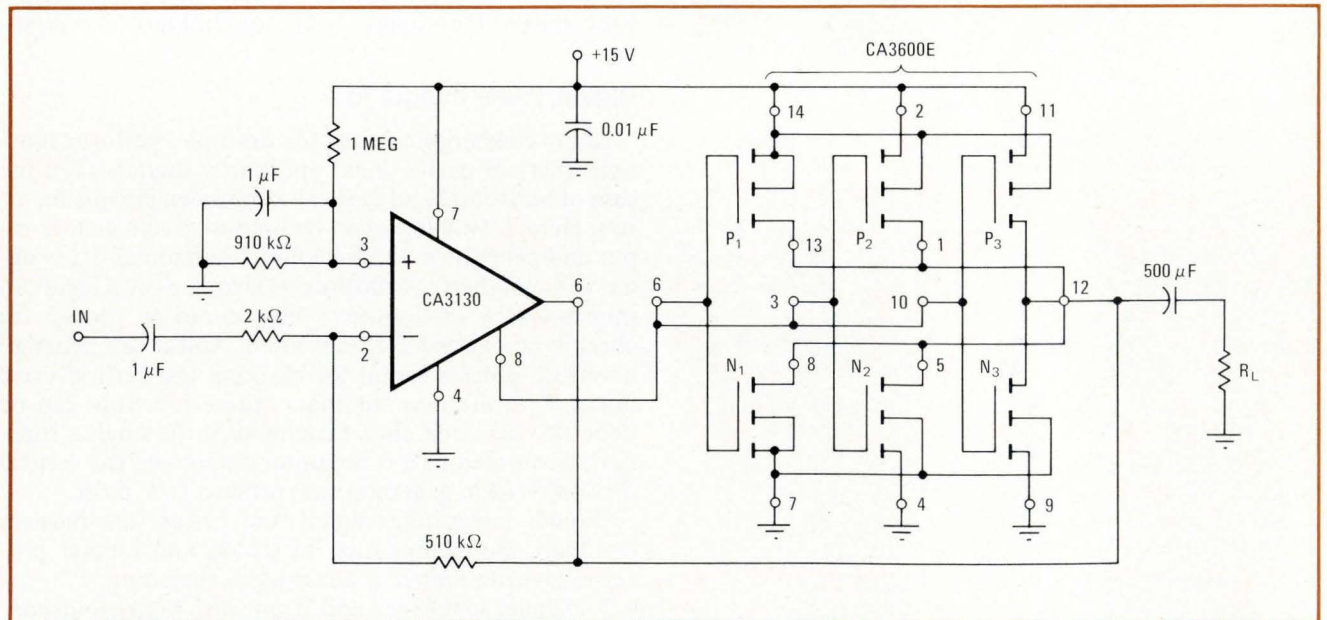 CA3600E
+15 V
14
2
11
0.01 µF
1 MEG
1 µF
7
910 kΩ
3
+
P₁
13
P₂
1
P₃
CA3130
6
6
3
10
12
500 µF
IN
2 kΩ
−
8
1 µF
2
N₁
8
N₂
5
N₃
R_L
4
7
4
9
510 kΩ